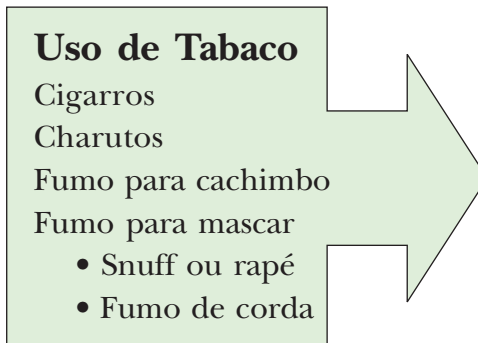 Uso de Tabaco
Cigarros
Charutos
Fumo para cachimbo
Fumo para mascar
• Snuff ou rapé
• Fumo de corda